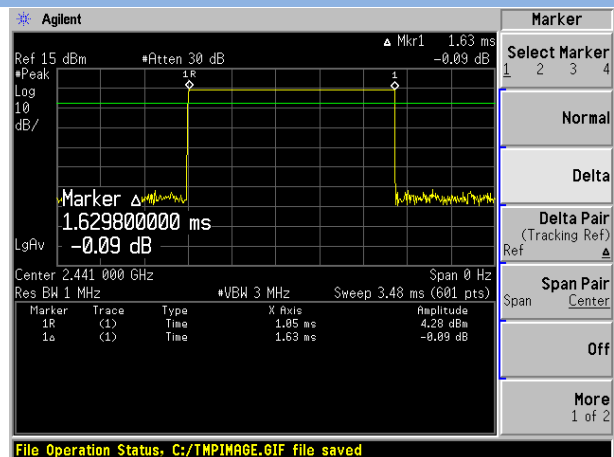 Agilent
Marker
Δ Mkr1 1.63 ms
Ref 15 dBm #Atten 30 dB -0.09 dB
#Peak
Log
10
dB/
1R
1
Marker Δ
1.629800000 ms
-0.09 dB
LgAv
Center 2.441 000 GHz Span 0 Hz
Res BW 1 MHz #VBW 3 MHz Sweep 3.48 ms (601 pts)
Marker Trace Type X Axis Amplitude
1R (1) Time 1.05 ms 4.28 dBm
1Δ (1) Time 1.63 ms -0.09 dB
Select Marker
1 2 3 4
Normal
Delta
Delta Pair
(Tracking Ref)
Ref Δ
Span Pair
Span Center
Off
More
1 of 2
File Operation Status, C:/TMPIMAGE.GIF file saved